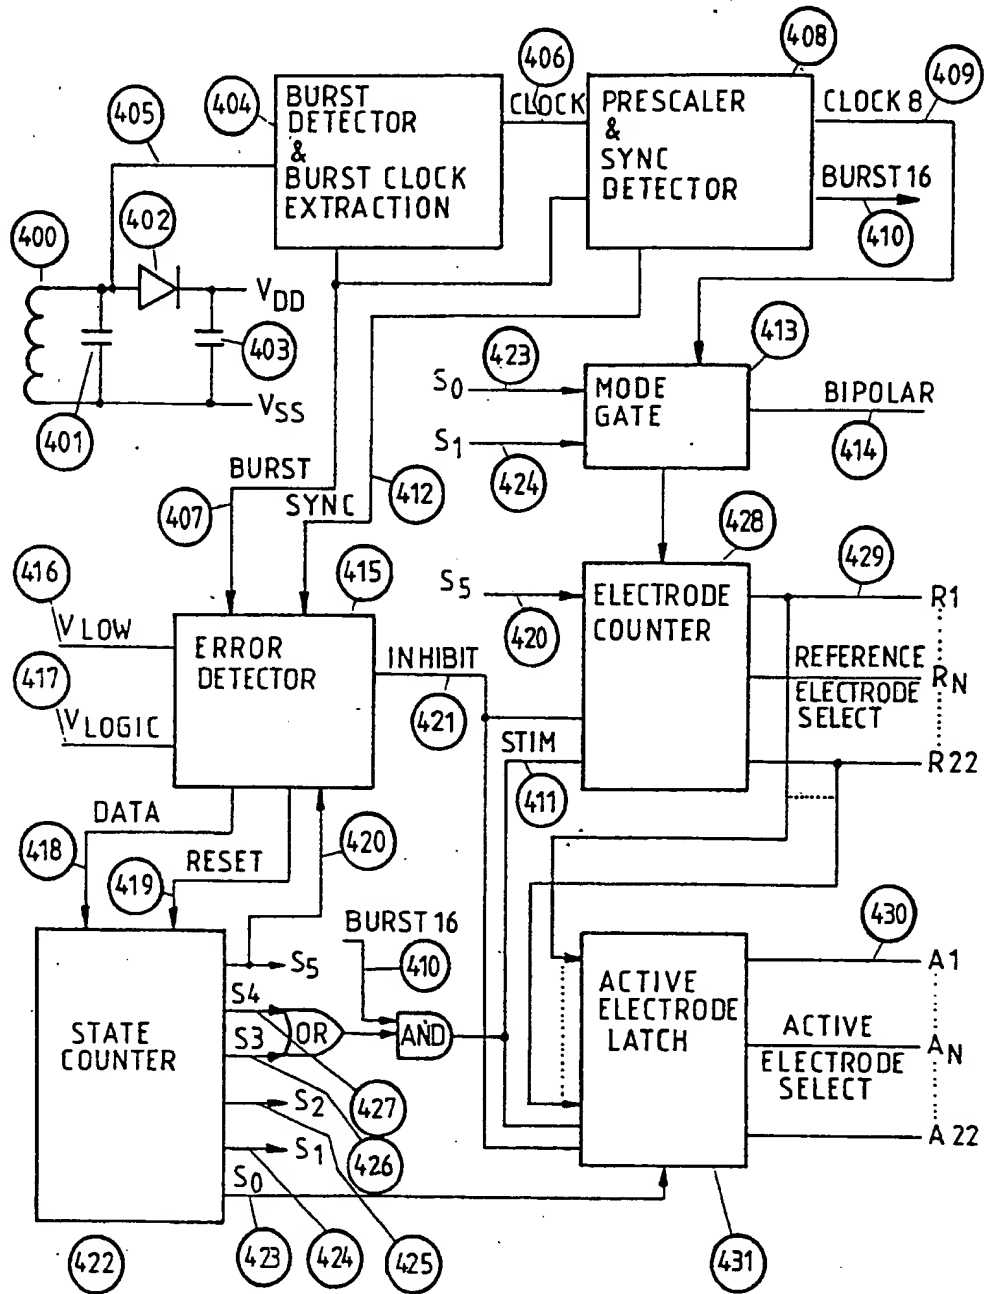 408
406
409
404
BURST
DETECTOR
&
BURST CLOCK
EXTRACTION
CLOCK
PRESCALER
&
SYNC
DETECTOR
CLOCK 8
405
BURST 16
410
400
402
VDD
403
VSS
401
423
S0
S1
424
MODE
GATE
413
BIPOLAR
414
BURST
407
SYNC
412
428
429
416
415
S5
420
ELECTRODE
COUNTER
R1
VLOW
ERROR
DETECTOR
INHIBIT
421
REFERENCE
ELECTRODE
SELECT
RN
417
VLOGIC
STIM
411
R22
DATA
418
RESET
419
420
BURST 16
410
430
STATE
COUNTER
S5
S4
S3
OR
AND
S2
S1
S0
427
426
ACTIVE
ELECTRODE
LATCH
A1
ACTIVE
ELECTRODE
SELECT
AN
A22
422
423
424
425
431